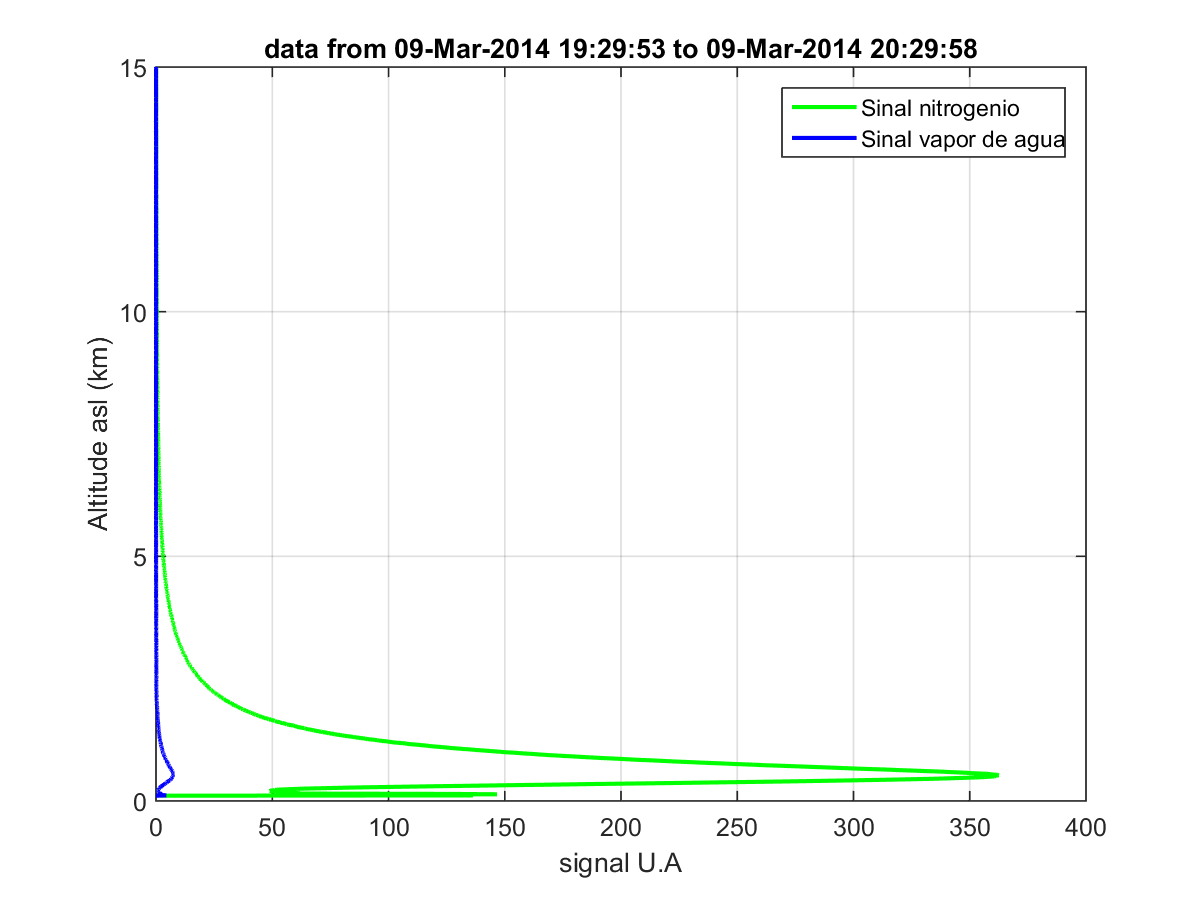 data from 09-Mar-2014 19:29:53 to 09-Mar-2014 20:29:58
Sinal nitrogenio
Sinal vapor de agua
Altitude asl (km)
15
10
5
0
0 50 100 150 200 250 300 350 400
signal U.A